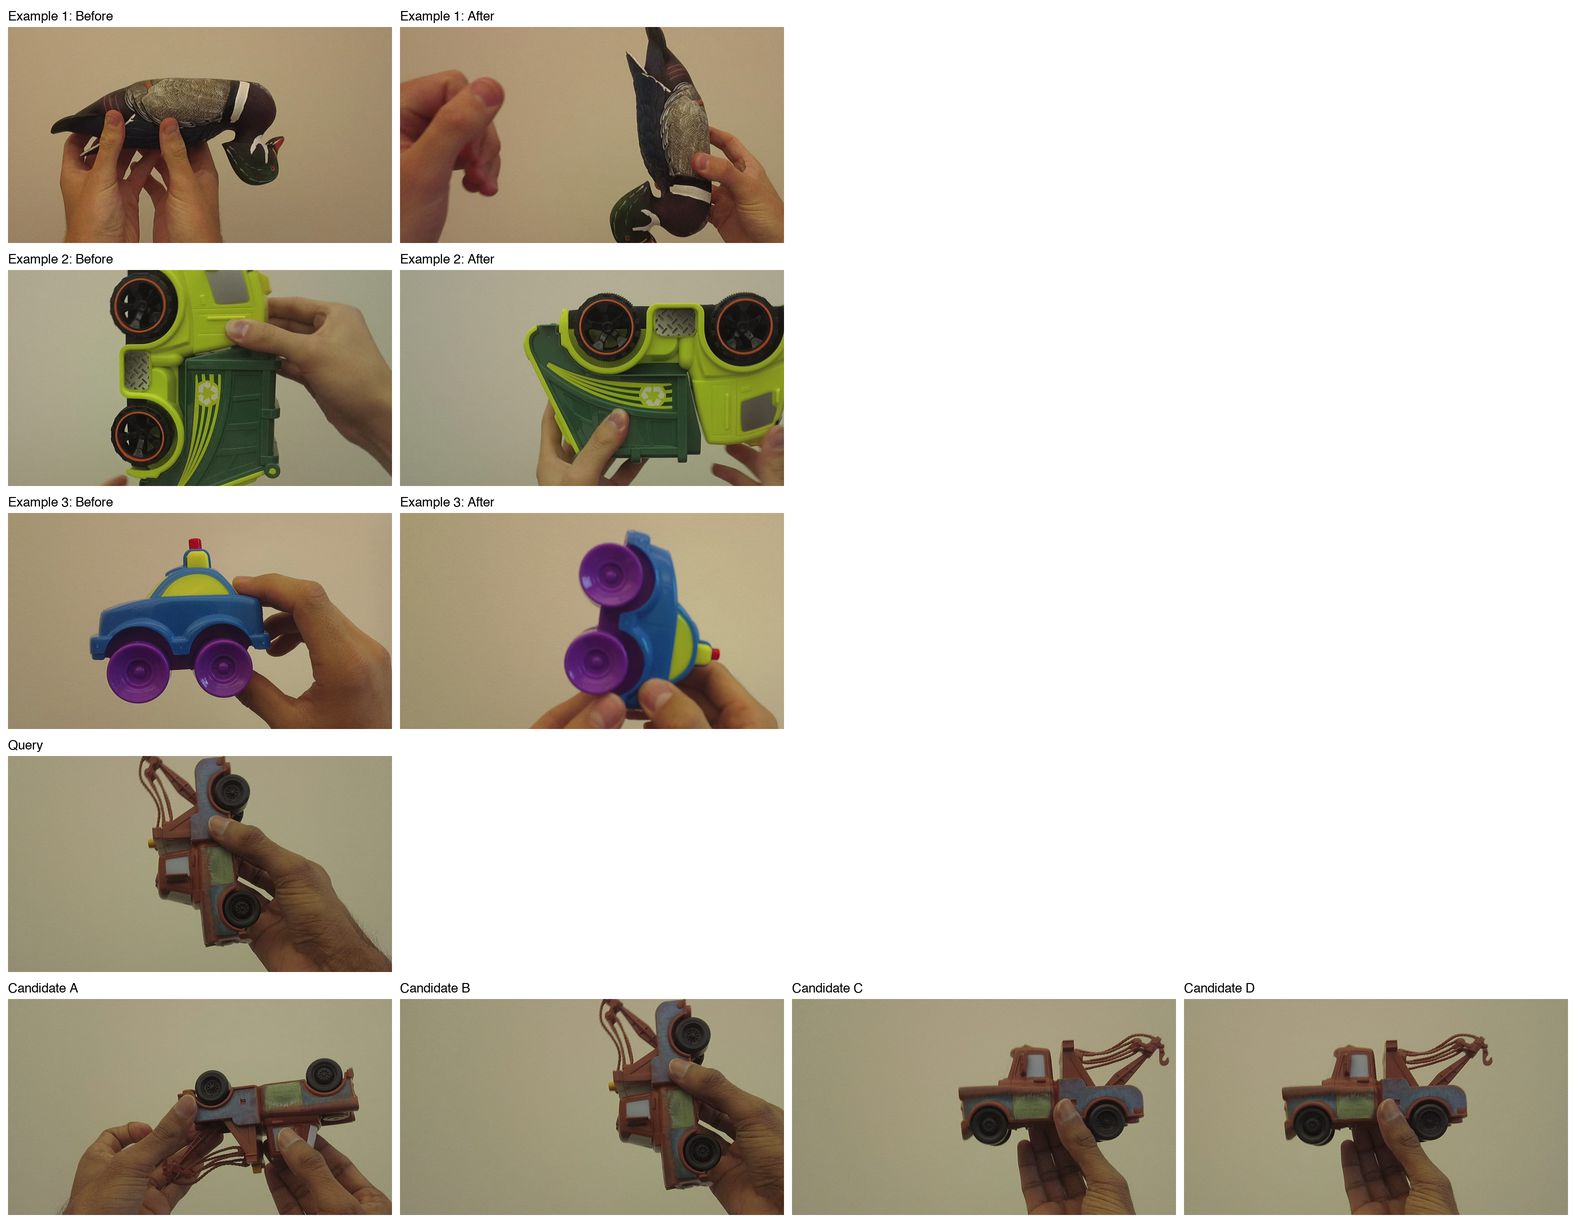 Example 1: Before
Example 1: After
Example 2: Before
Example 2: After
Example 3: Before
Example 3: After
Query
Candidate A
Candidate B
Candidate C
Candidate D